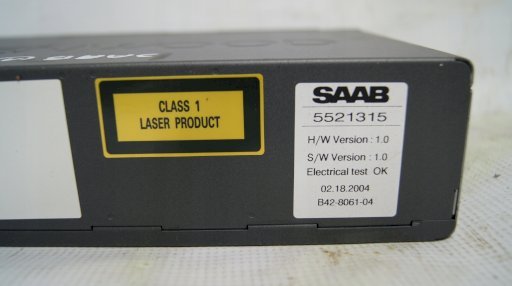 CLASS 1
LASER PRODUCT
SAAB
5521315
H/W Version : 1.0
S/W Version : 1.0
Electrical test OK
02.18.2004
B42-8061-04